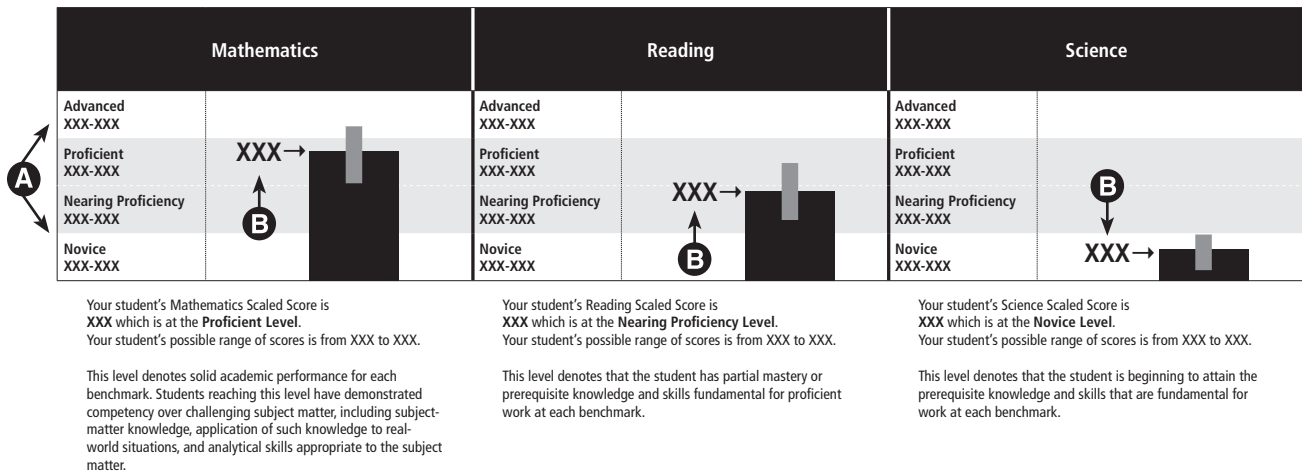 Mathematics
Reading
Science
Advanced
XXX-XXX
Proficient
XXX-XXX
Nearing Proficiency
XXX-XXX
Novice
XXX-XXX
XXX
A
B
Advanced
XXX-XXX
Proficient
XXX-XXX
Nearing Proficiency
XXX-XXX
Novice
XXX-XXX
XXX
B
Advanced
XXX-XXX
Proficient
XXX-XXX
Nearing Proficiency
XXX-XXX
Novice
XXX-XXX
B
XXX
Your student’s Mathematics Scaled Score is
XXX which is at the Proficient Level.
Your student’s possible range of scores is from XXX to XXX.
This level denotes solid academic performance for each
benchmark. Students reaching this level have demonstrated
competency over challenging subject matter, including subject-
matter knowledge, application of such knowledge to real-
world situations, and analytical skills appropriate to the subject
matter.
Your student’s Reading Scaled Score is
XXX which is at the Nearing Proficiency Level.
Your student’s possible range of scores is from XXX to XXX.
This level denotes that the student has partial mastery or
prerequisite knowledge and skills fundamental for proficient
work at each benchmark.
Your student’s Science Scaled Score is
XXX which is at the Novice Level.
Your student’s possible range of scores is from XXX to XXX.
This level denotes that the student is beginning to attain the
prerequisite knowledge and skills that are fundamental for
work at each benchmark.